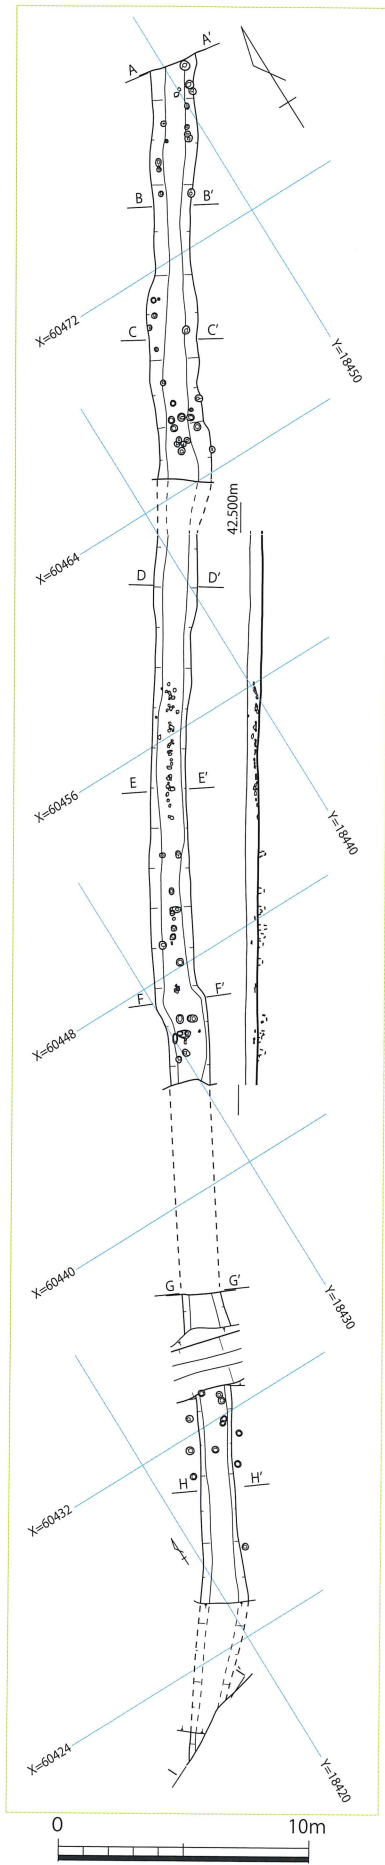 A A'
B B'
C C'
X=60472
Y=18450
42.500m
X=60464
D D'
E E'
X=60456
Y=18440
F F'
X=60448
X=60440
G G'
Y=18430
H H'
X=60432
X=60424
I
Y=18420
0 10m